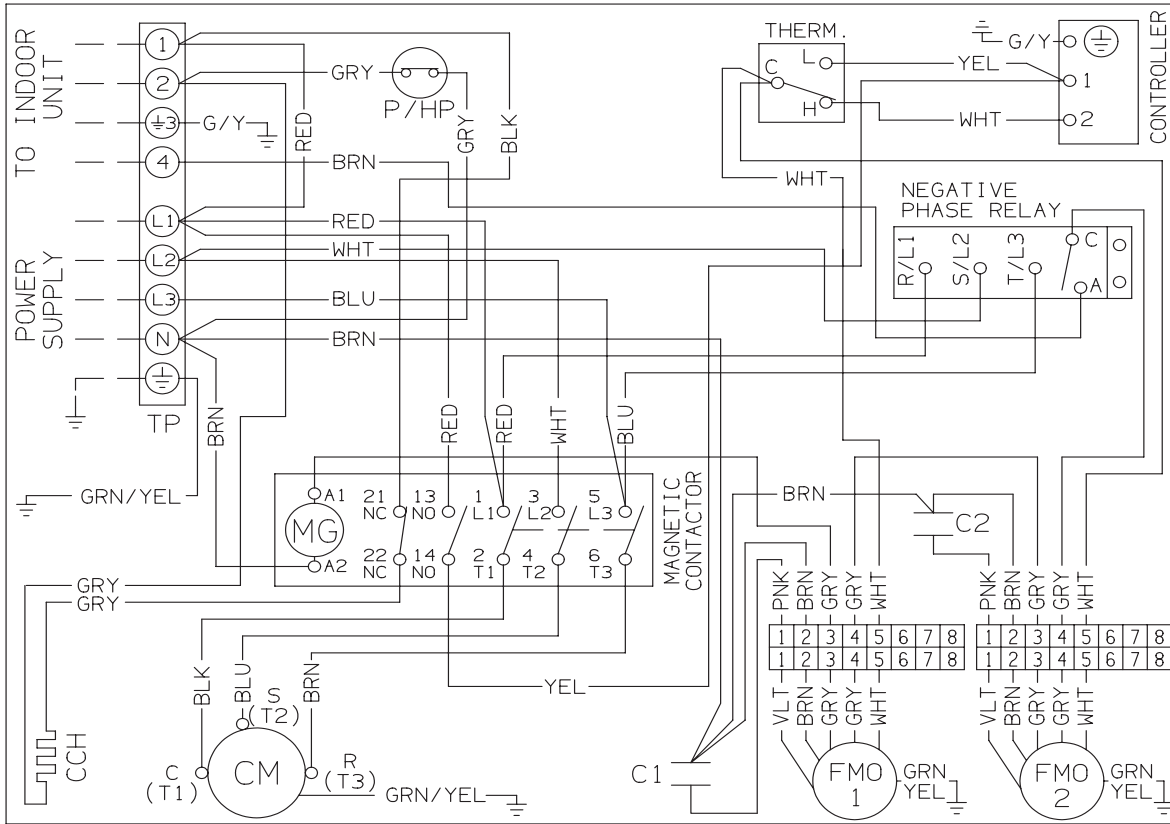 TO INDOOR UNIT
POWER SUPPLY
1
2
3
4
L1
L2
L3
N
TP
G/Y
GRY
P/HP
RED
GRY
BLK
BRN
RED
WHT
BLU
BRN
BRN
GRN/YEL
THERM.
C
L
H
G/Y
YEL
1
WHT
2
CONTROLLER
WHT
NEGATIVE
PHASE RELAY
R/L1
S/L2
T/L3
C
A
RED
RED
WHT
BLU
A1
MG
A2
21
NC
13
NO
1
L1
3
L2
5
L3
22
NC
14
NO
2
T1
4
T2
6
T3
MAGNETIC
CONTACTOR
GRY
GRY
CCH
BLK
BLU
BRN
S
(T2)
C
(T1)
CM
R
(T3)
GRN/YEL
YEL
BRN
C2
C1
PNK BRN GRY GRY WHT
1 2 3 4 5 6 7 8
1 2 3 4 5 6 7 8
VLT BRN GRY GRY WHT
FMO
1
GRN
YEL
PNK BRN GRY GRY WHT
1 2 3 4 5 6 7 8
1 2 3 4 5 6 7 8
VLT BRN GRY GRY WHT
FMO
2
GRN
YEL